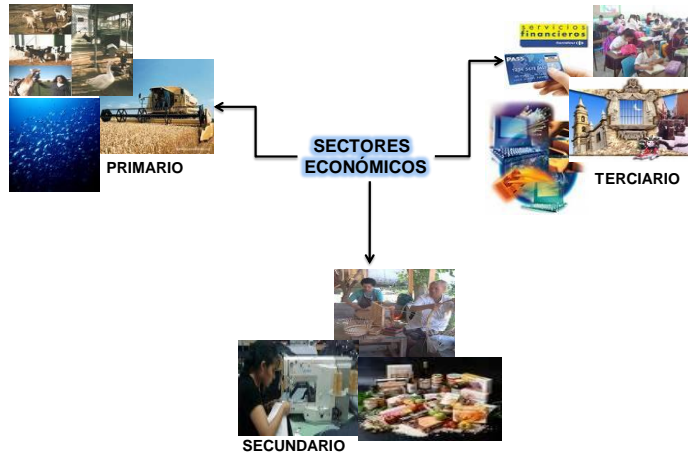 servicios
financieros
PASS
SECTORES
ECONÓMICOS
PRIMARIO
TERCIARIO
SECUNDARIO